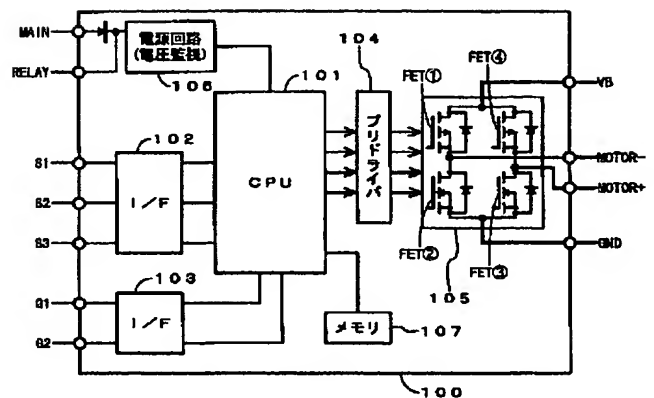 MAIN
RELAY
電源回路
(電圧監視)
106
104
101
FET①
FET④
VB
102
S1
S2
S3
I/F
CPU
プリドライバ
MOTOR-
MOTOR+
GND
FET②
FET③
105
103
G1
G2
I/F
メモリ
107
100